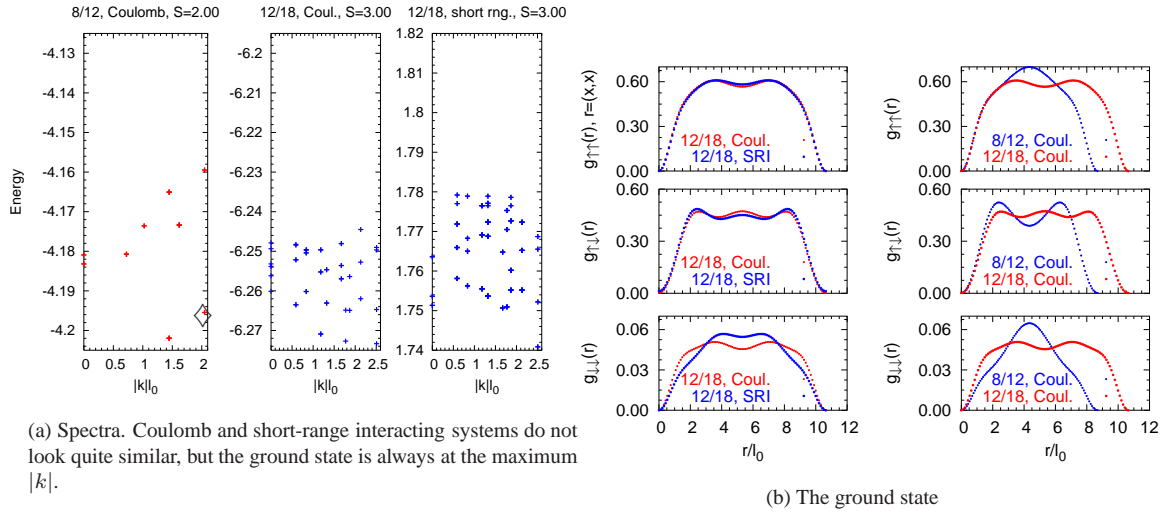 8/12, Coulomb, S=2.00
12/18, Coul., S=3.00
12/18, short rng., S=3.00
Energy
-4.13
-4.14
-4.15
-4.16
-4.17
-4.18
-4.19
-4.2
0 0.5 1 1.5 2
|k|l0
-6.2
-6.21
-6.22
-6.23
-6.24
-6.25
-6.26
-6.27
0 0.5 1 1.5 2 2.5
|k|l0
1.82
1.81
1.8
1.79
1.78
1.77
1.76
1.75
1.74
0 0.5 1 1.5 2 2.5
|k|l0
(a) Spectra. Coulomb and short-range interacting systems do not
look quite similar, but the ground state is always at the maximum
|k|.
g↑↑(r), r=(x,x)
0.60
0.30
0.00
12/18, Coul.
12/18, SRI
g↑↑(r)
0.60
0.30
0.00
8/12, Coul.
12/18, Coul.
g↑↓(r)
0.60
0.30
0.00
12/18, Coul.
12/18, SRI
g↑↓(r)
0.60
0.30
0.00
8/12, Coul.
12/18, Coul.
g↓↓(r)
0.06
0.03
0.00
12/18, Coul.
12/18, SRI
0 2 4 6 8 10 12
r/l0
g↓↓(r)
0.06
0.03
0.00
8/12, Coul.
12/18, Coul.
0 2 4 6 8 10 12
r/l0
(b) The ground state